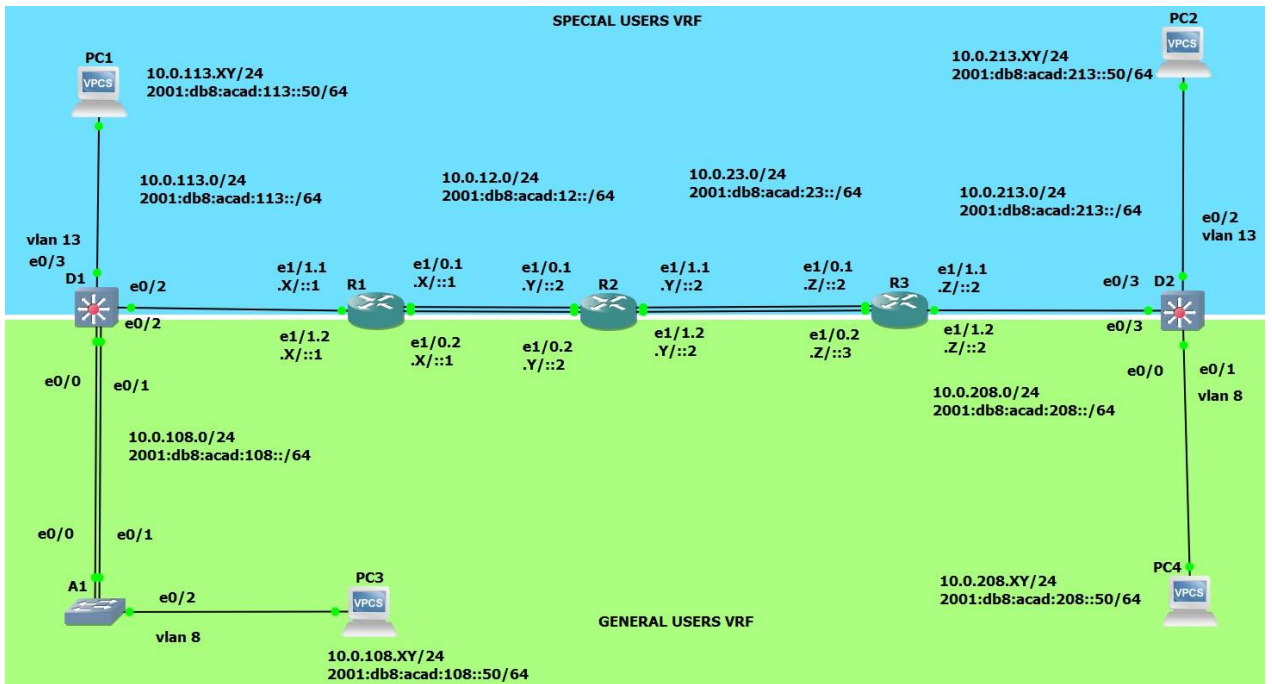 SPECIAL USERS VRF
PC1
VPCS
10.0.113.XY/24
2001:db8:acad:113::50/64
PC2
VPCS
10.0.213.XY/24
2001:db8:acad:213::50/64
10.0.113.0/24
2001:db8:acad:113::/64
10.0.12.0/24
2001:db8:acad:12::/64
10.0.23.0/24
2001:db8:acad:23::/64
10.0.213.0/24
2001:db8:acad:213::/64
e0/2
vlan 13
vlan 13
e0/3
D1
e0/2
e0/2
e1/1.1
.X/::1
R1
e1/0.1
.X/::1
e1/0.1
.Y/::2
R2
e1/1.1
.Y/::2
e1/0.1
.Z/::2
R3
e1/1.1
.Z/::2
e0/3
D2
e0/3
e1/1.2
.X/::1
e1/0.2
.X/::1
e1/0.2
.Y/::2
e1/1.2
.Y/::2
e1/0.2
.Z/::3
e1/1.2
.Z/::2
e0/0
e0/1
e0/0
e0/1
vlan 8
10.0.208.0/24
2001:db8:acad:208::/64
10.0.108.0/24
2001:db8:acad:108::/64
e0/0
e0/1
A1
e0/2
vlan 8
PC3
VPCS
10.0.108.XY/24
2001:db8:acad:108::50/64
GENERAL USERS VRF
10.0.208.XY/24
2001:db8:acad:208::50/64
PC4
VPCS